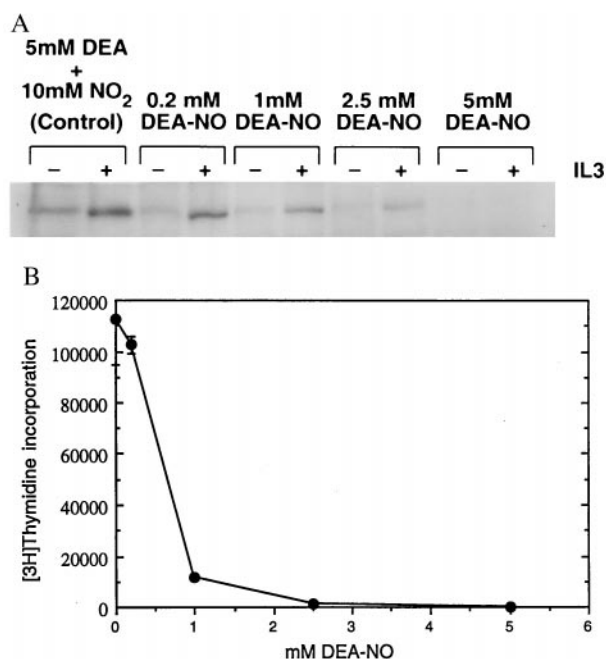 A
5mM DEA
+
10mM NO2
(Control)
0.2 mM
DEA-NO
1mM
DEA-NO
2.5 mM
DEA-NO
5mM
DEA-NO
− + − + − + − + − + IL3
B
120000
100000
80000
60000
40000
20000
0
[3H]Thymidine incorporation
0 1 2 3 4 5 6
mM DEA-NO